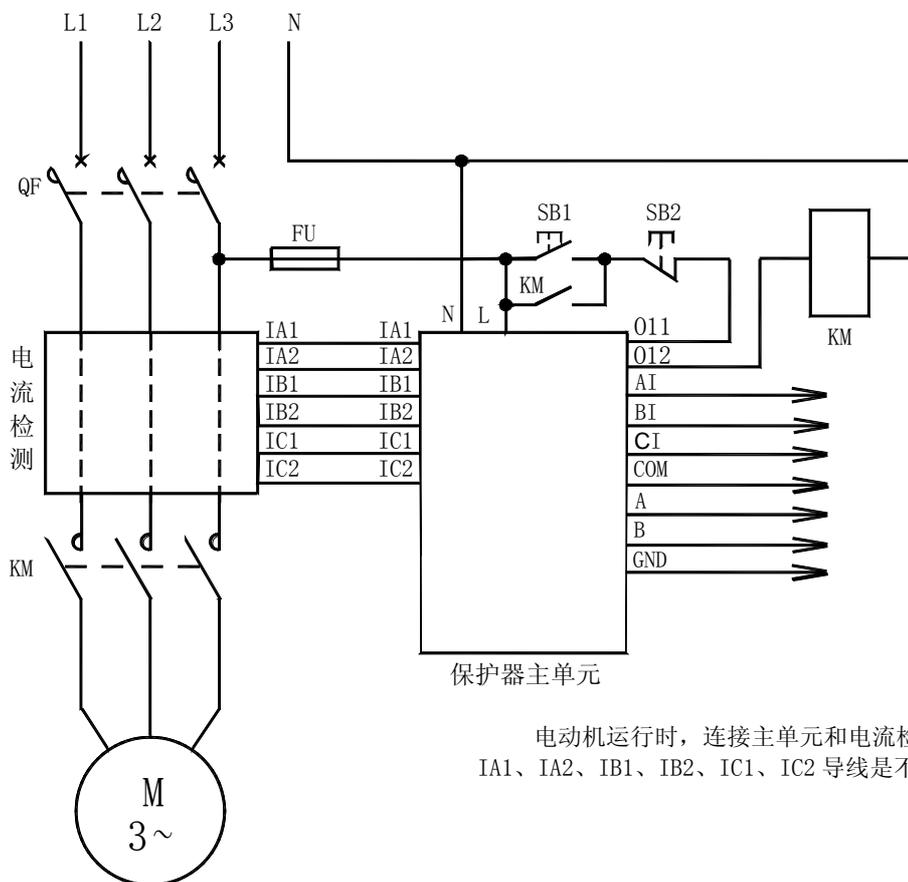 L1 L2 L3 N
QF
FU
SB1 SB2
KM
N L
KM
电流检测
IA1 IA1
IA2 IA2
IB1 IB1
IB2 IB2
IC1 IC1
IC2 IC2
O11
O12
AI
BI
CI
COM
A
B
GND
KM
保护器主单元
电动机运行时，连接主单元和电流检
IA1、IA2、IB1、IB2、IC1、IC2 导线是不
M
3~